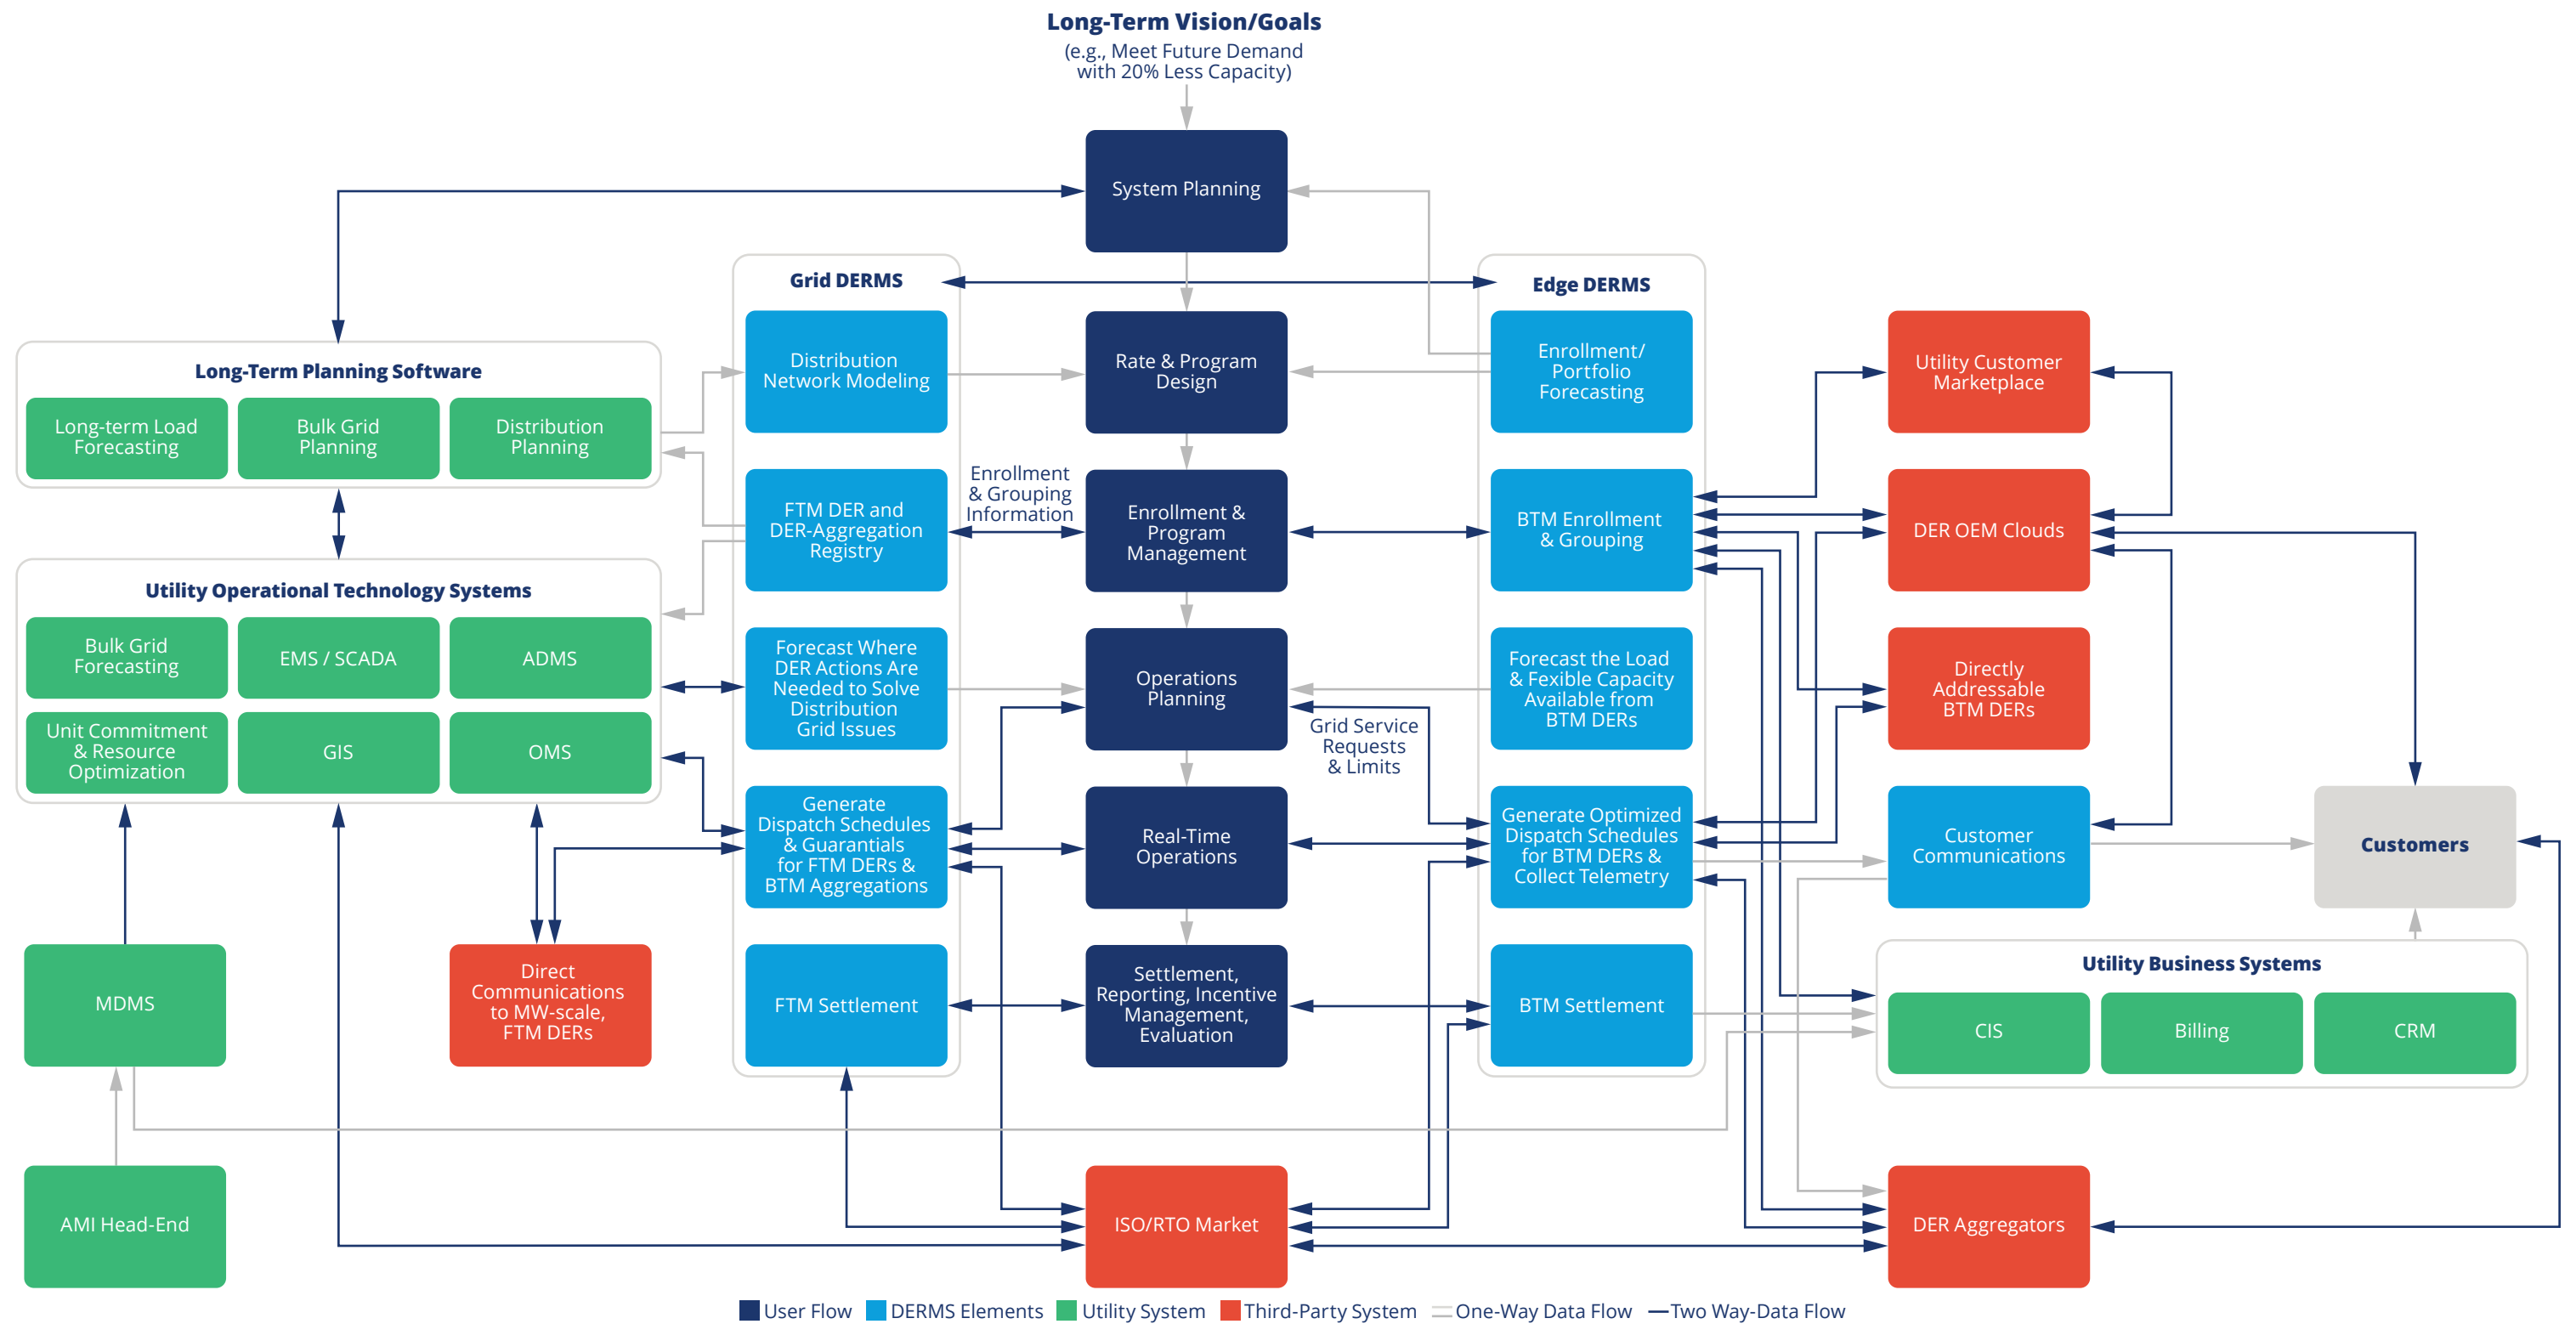 Long-Term Vision/Goals
(e.g., Meet Future Demand
with 20% Less Capacity)
System Planning
Grid DERMS
Edge DERMS
Distribution
Network Modeling
Rate & Program
Design
Enrollment/
Portfolio
Forecasting
Utility Customer
Marketplace
Long-Term Planning Software
Long-term Load
Forecasting
Bulk Grid
Planning
Distribution
Planning
FTM DER and
DER-Aggregation
Registry
Enrollment
& Grouping
Information
Enrollment &
Program
Management
BTM Enrollment
& Grouping
DER OEM Clouds
Utility Operational Technology Systems
Bulk Grid
Forecasting
EMS / SCADA
ADMS
Unit Commitment
& Resource
Optimization
GIS
OMS
Forecast Where
DER Actions Are
Needed to Solve
Distribution
Grid Issues
Operations
Planning
Grid Service
Requests
& Limits
Forecast the Load
& Fexible Capacity
Available from
BTM DERs
Directly
Addressable
BTM DERs
Generate
Dispatch Schedules
& Guarantials
for FTM DERs &
BTM Aggregations
Real-Time
Operations
Generate Optimized
Dispatch Schedules
for BTM DERs &
Collect Telemetry
Customer
Communications
Customers
MDMS
Direct
Communications
to MW-scale,
FTM DERs
FTM Settlement
Settlement,
Reporting, Incentive
Management,
Evaluation
BTM Settlement
Utility Business Systems
CIS
Billing
CRM
AMI Head-End
ISO/RTO Market
DER Aggregators
User Flow
DERMS Elements
Utility System
Third-Party System
One-Way Data Flow
Two Way-Data Flow